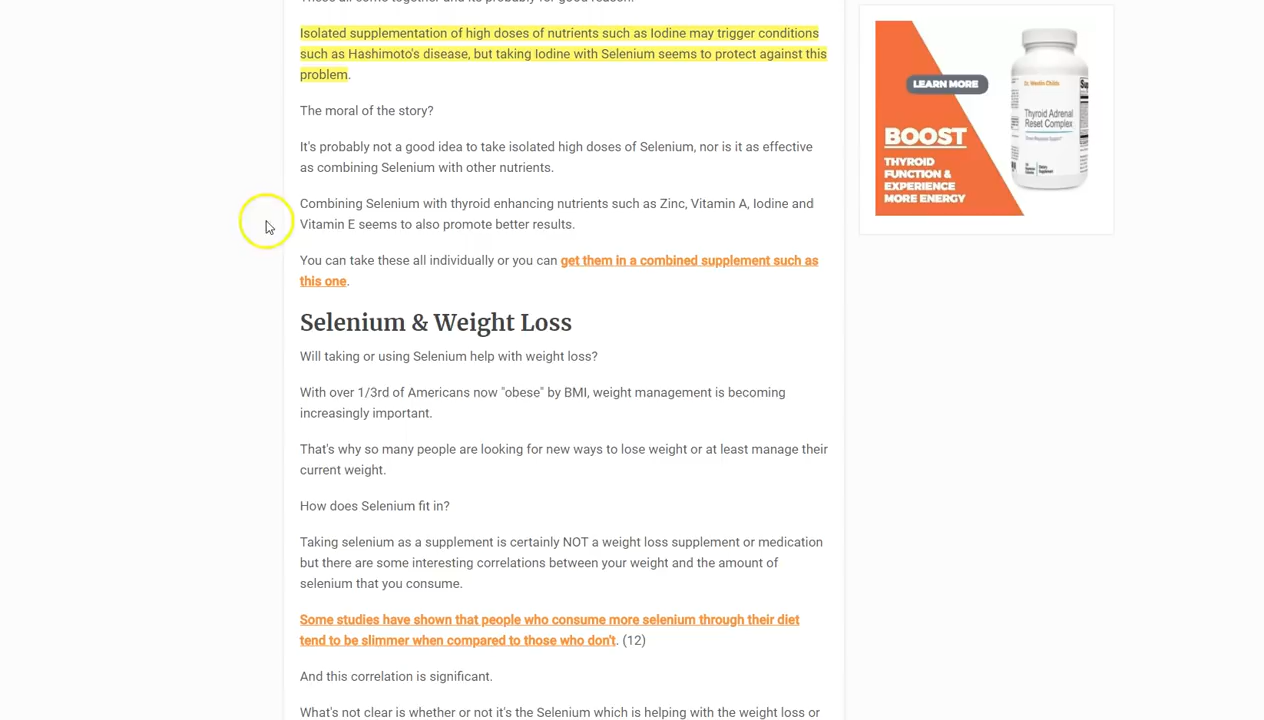 Isolated supplementation of high doses of nutrients such as Iodine may trigger conditions
such as Hashimoto's disease, but taking Iodine with Selenium seems to protect against this
problem.
The moral of the story?
It's probably not a good idea to take isolated high doses of Selenium, nor is it as effective
as combining Selenium with other nutrients.
Combining Selenium with thyroid enhancing nutrients such as Zinc, Vitamin A, Iodine and
Vitamin E seems to also promote better results.
You can take these all individually or you can get them in a combined supplement such as
this one.
Selenium & Weight Loss
Will taking or using Selenium help with weight loss?
With over 1/3rd of Americans now "obese" by BMI, weight management is becoming
increasingly important.
That's why so many people are looking for new ways to lose weight or at least manage their
current weight.
How does Selenium fit in?
Taking selenium as a supplement is certainly NOT a weight loss supplement or medication
but there are some interesting correlations between your weight and the amount of
selenium that you consume.
Some studies have shown that people who consume more selenium through their diet
tend to be slimmer when compared to those who don't. (12)
And this correlation is significant.
What's not clear is whether or not it's the Selenium which is helping with the weight loss or
LEARN MORE
BOOST
THYROID
FUNCTION &
EXPERIENCE
MORE ENERGY
Dr. Westin Childs
Thyroid Adrenal
Reset Complex